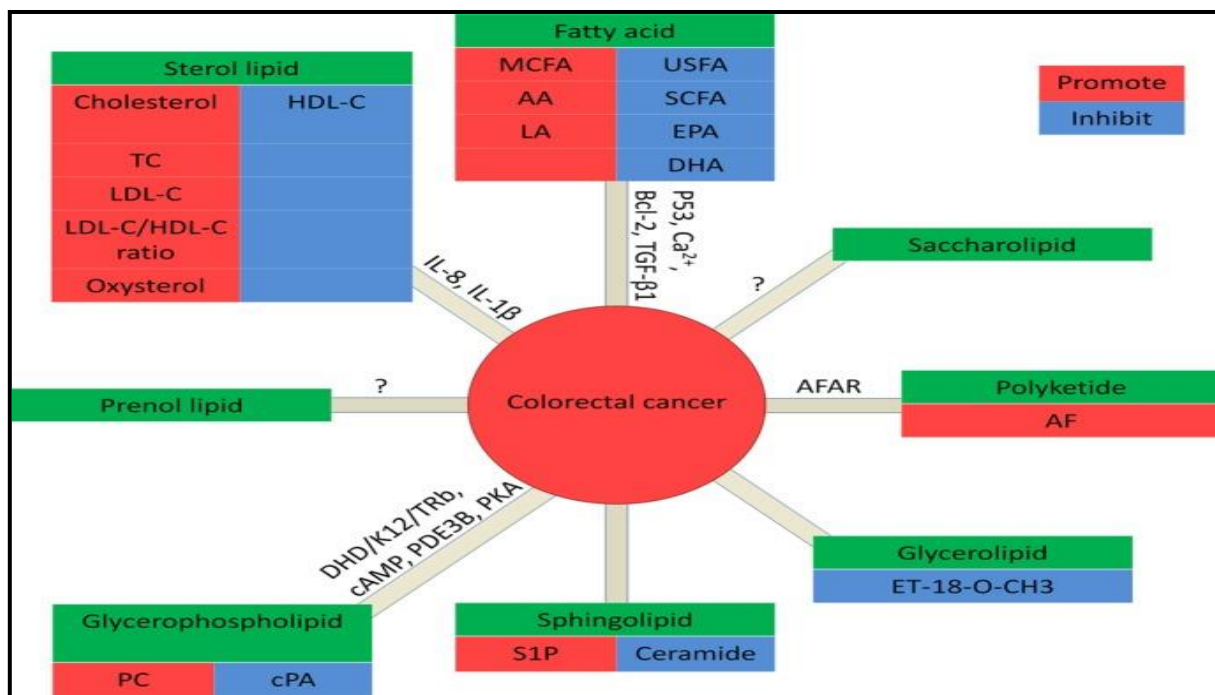 Fatty acid
MCFA USFA
AA SCFA
LA EPA
DHA
Sterol lipid
Cholesterol HDL-C
TC
LDL-C
LDL-C/HDL-C
ratio
Oxysterol
Promote
Inhibit
IL-8, IL-1β
P53, Ca²⁺,
Bcl-2, TGF-β1
?
Saccharolipid
Prenol lipid
?
Colorectal cancer
AFAR
Polyketide
AF
DHD/K12/TRb,
cAMP, PDE3B, PKA
Glycerolipid
ET-18-O-CH3
Glycerophospholipid
PC cPA
Sphingolipid
S1P Ceramide